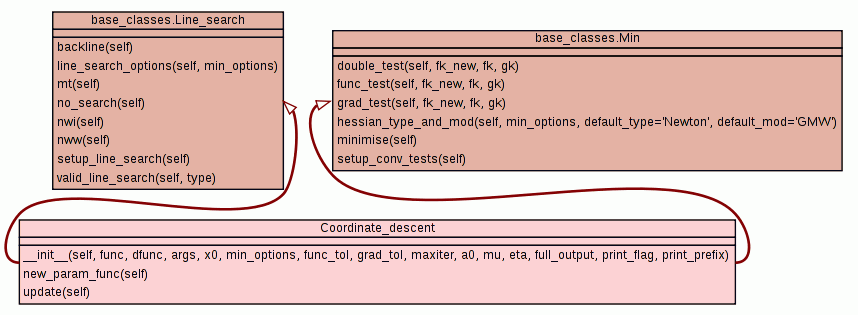 base_classes.Line_search
backline(self)
line_search_options(self, min_options)
mt(self)
no_search(self)
nwi(self)
nww(self)
setup_line_search(self)
valid_line_search(self, type)
base_classes.Min
double_test(self, fk_new, fk, gk)
func_test(self, fk_new, fk, gk)
grad_test(self, fk_new, fk, gk)
hessian_type_and_mod(self, min_options, default_type='Newton', default_mod='GMW')
minimise(self)
setup_conv_tests(self)
Coordinate_descent
__init__(self, func, dfunc, args, x0, min_options, func_tol, grad_tol, maxiter, a0, mu, eta, full_output, print_flag, print_prefix)
new_param_func(self)
update(self)